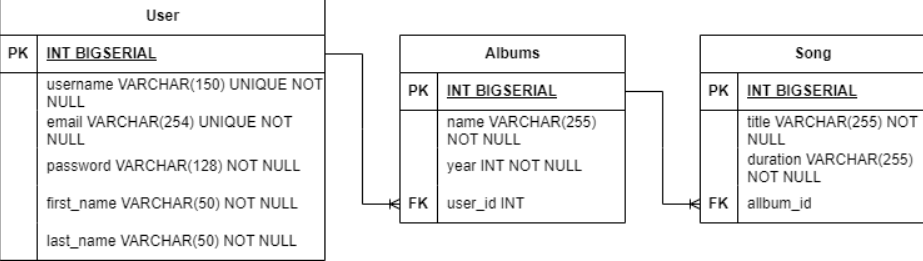 User
PK INT BIGSERIAL
username VARCHAR(150) UNIQUE NOT
NULL
email VARCHAR(254) UNIQUE NOT
NULL
password VARCHAR(128) NOT NULL
first_name VARCHAR(50) NOT NULL
last_name VARCHAR(50) NOT NULL
Albums
PK INT BIGSERIAL
name VARCHAR(255)
NOT NULL
year INT NOT NULL
FK user_id INT
Song
PK INT BIGSERIAL
title VARCHAR(255) NOT
NULL
duration VARCHAR(255)
NOT NULL
FK allbum_id